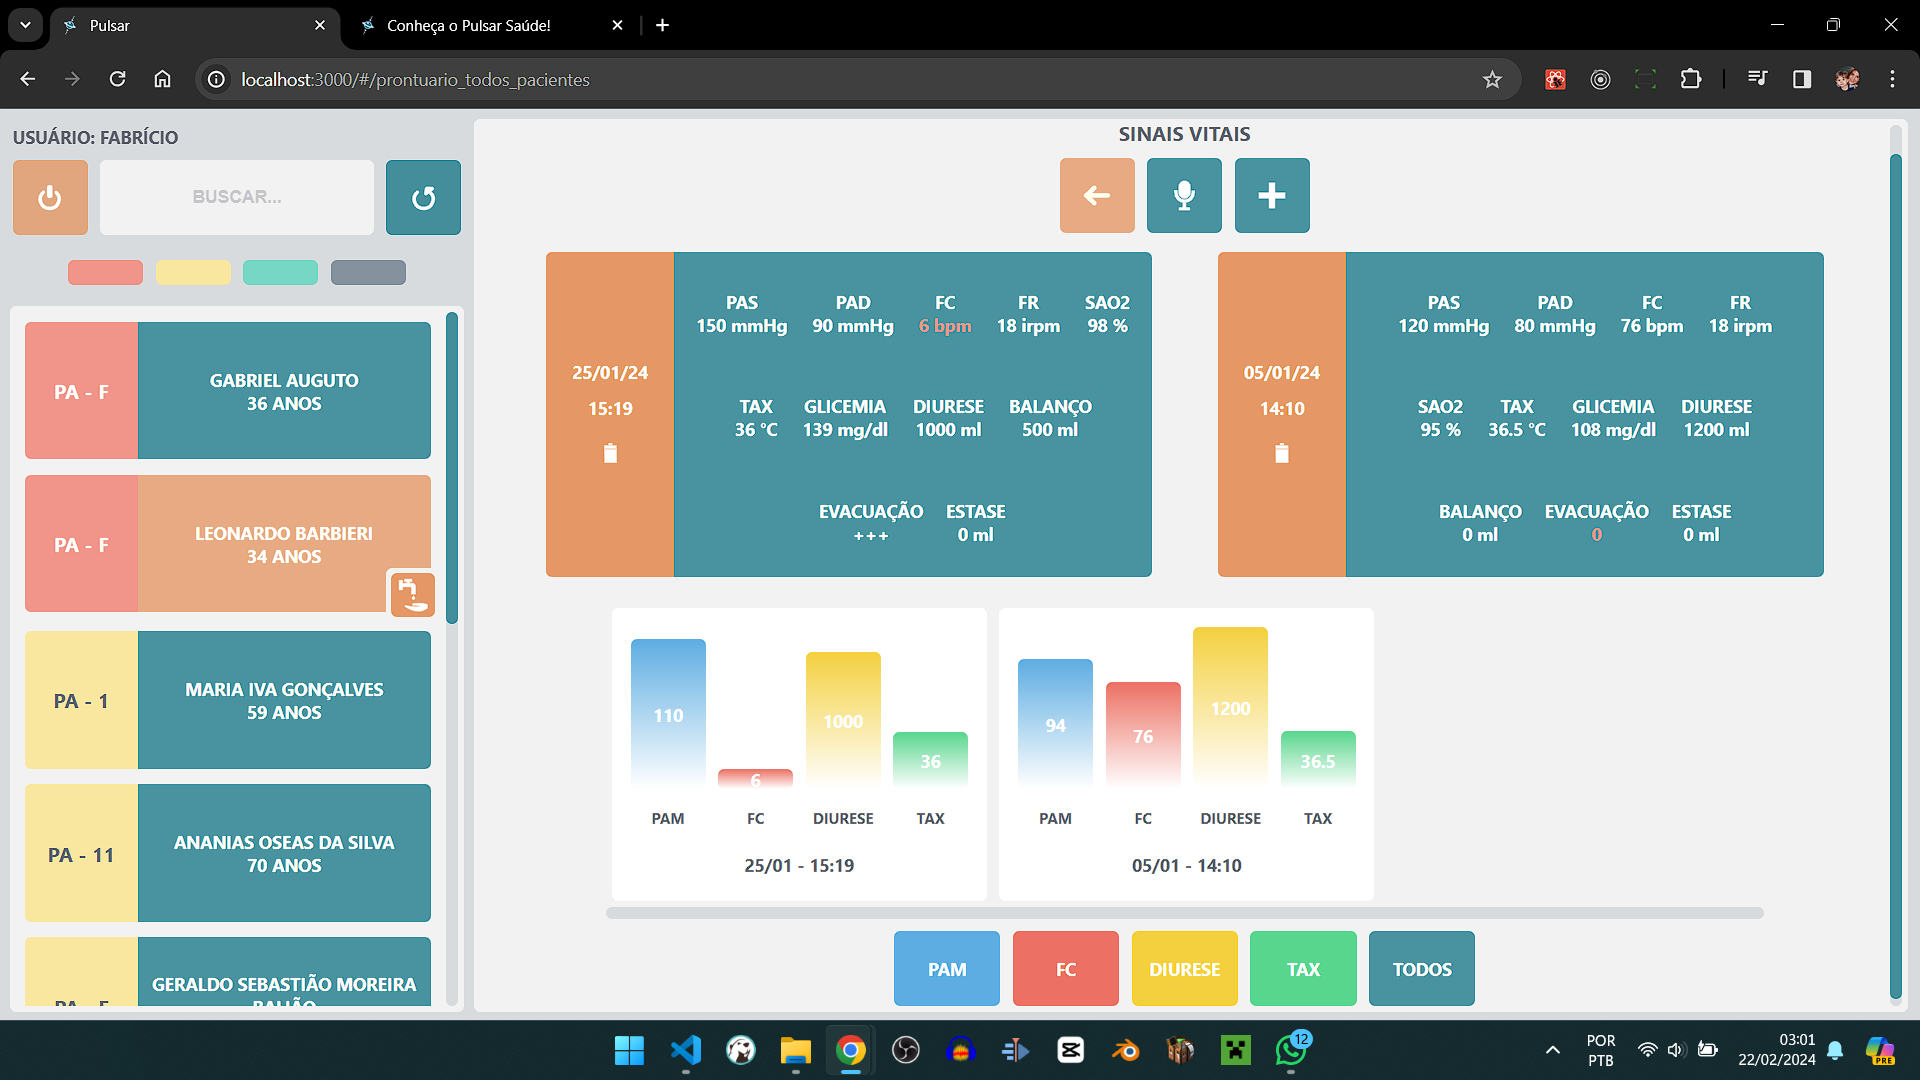 Pulsar
Conheça o Pulsar Saúde!
localhost:3000/#/prontuario_todos_pacientes
USUÁRIO: FABRÍCIO
BUSCAR...
PA - F
GABRIEL AUGUTO
36 ANOS
PA - F
LEONARDO BARBIERI
34 ANOS
PA - 1
MARIA IVA GONÇALVES
59 ANOS
PA - 11
ANANIAS OSEAS DA SILVA
70 ANOS
GERALDO SEBASTIÃO MOREIRA
SINAIS VITAIS
25/01/24
15:19
PAS PAD FC FR SAO2
150 mmHg 90 mmHg 6 bpm 18 irpm 98 %
TAX GLICEMIA DIURESE BALANÇO
36 °C 139 mg/dl 1000 ml 500 ml
EVACUAÇÃO ESTASE
+++ 0 ml
05/01/24
14:10
PAS PAD FC FR
120 mmHg 80 mmHg 76 bpm 18 irpm
SAO2 TAX GLICEMIA DIURESE
95 % 36.5 °C 108 mg/dl 1200 ml
BALANÇO EVACUAÇÃO ESTASE
0 ml 0 0 ml
110 6 1000 36
PAM FC DIURESE TAX
25/01 - 15:19
94 76 1200 36.5
PAM FC DIURESE TAX
05/01 - 14:10
PAM FC DIURESE TAX TODOS
12
POR
PTB
03:01
22/02/2024
PRE